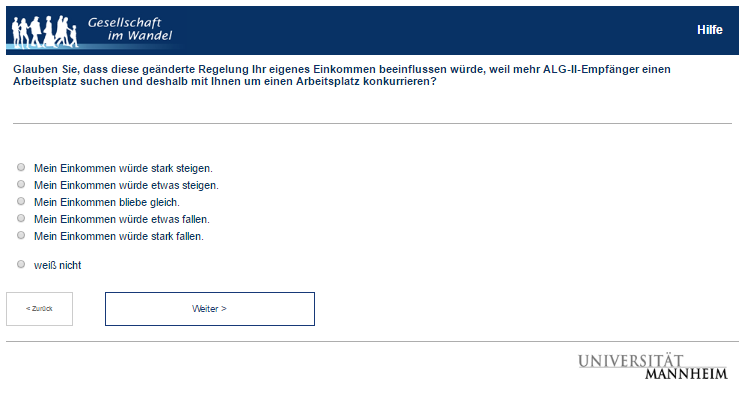 Gesellschaft
im Wandel
Hilfe
Glauben Sie, dass diese geänderte Regelung Ihr eigenes Einkommen beeinflussen würde, weil mehr ALG-II-Empfänger einen
Arbeitsplatz suchen und deshalb mit Ihnen um einen Arbeitsplatz konkurrieren?
Mein Einkommen würde stark steigen.
Mein Einkommen würde etwas steigen.
Mein Einkommen bliebe gleich.
Mein Einkommen würde etwas fallen.
Mein Einkommen würde stark fallen.
weiß nicht
< Zurück
Weiter >
UNIVERSITÄT
MANNHEIM